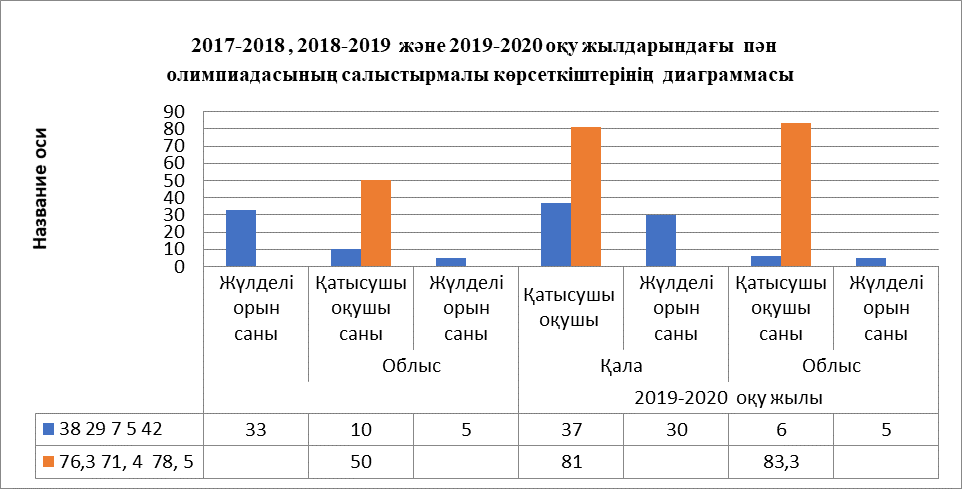 2017-2018 , 2018-2019 және 2019-2020 оқу жылдарындағы пән
олимпиадасының салыстырмалы көрсеткіштерінің диаграммасы
Название оси
90
80
70
60
50
40
30
20
10
0
Жүлделі орын саны
Қатысушы оқушы саны
Жүлделі орын саны
Қатысушы оқушы
Жүлделі орын саны
Қатысушы оқушы саны
Жүлделі орын саны
Облыс Қала Облыс
2019-2020 оқу жылы
38 29 7 5 42 33 10 5 37 30 6 5
76,3 71, 4 78, 5 50 81 83,3